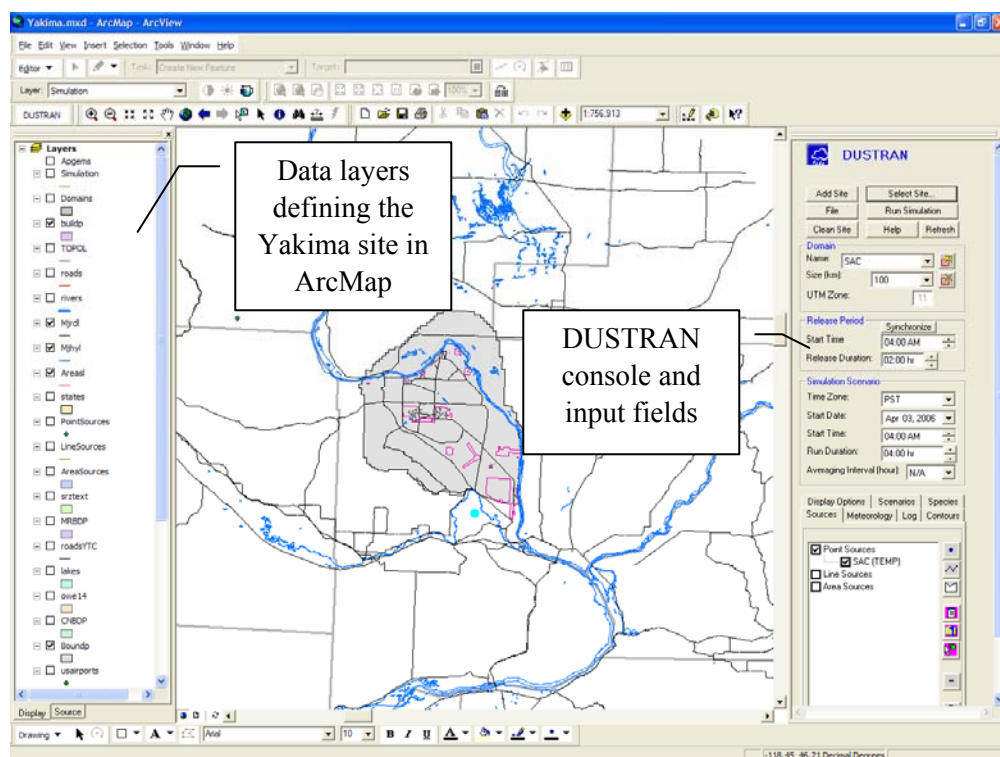 Yakima.mxd - ArcMap - ArcView
File Edit View Insert Selection Tools Window Help
Editor Task: Create New Feature Target:
Layer: Simulation 100%
DUSTRAN 1:756,913
Layers
Apgems
Simulation
Domains
buildp
TOPOL
roads
rivers
Mjrdl
Mjhyl
Areasl
states
PointSources
LineSources
AreaSources
srztext
MRBDP
roadsYTC
lakes
owe14
CNBDP
Boundp
usairports
Display Source
Data layers
defining the
Yakima site in
ArcMap
DUSTRAN
console and
input fields
DUSTRAN
Add Site Select Site...
File Run Simulation
Clean Site Help Refresh
Domain
Name: SAC
Size (km): 100
UTM Zone: 11
Release Period
Synchronize
Start Time 04:00 AM
Release Duration: 02:00 hr
Simulation Scenario
Time Zone: PST
Start Date: Apr 03, 2006
Start Time: 04:00 AM
Run Duration: 04:00 hr
Averaging Interval (hour): N/A
Display Options Scenarios Species
Sources Meteorology Log Contours
Point Sources
SAC (TEMP)
Line Sources
Area Sources
Drawing A Arial 10 B I U A
-118.45 46.21 Decimal Degrees